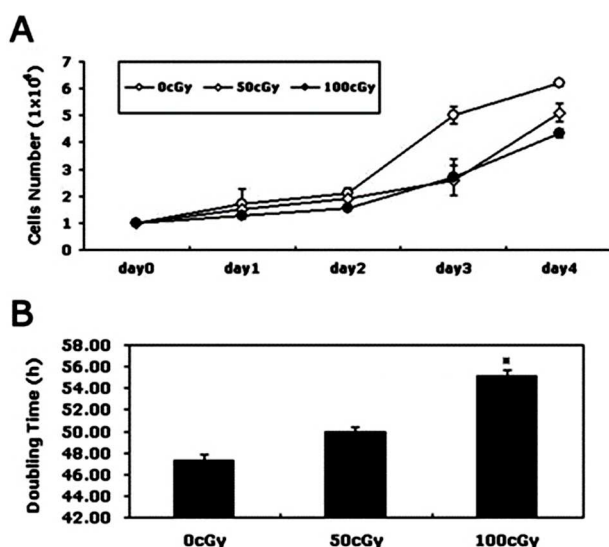 A
0cGy 50cGy 100cGy
Cells Number (1x10⁴)
7
6
5
4
3
2
1
0
day0 day1 day2 day3 day4
B
Doubling Time (h)
58.00
56.00
54.00
52.00
50.00
48.00
46.00
44.00
42.00
0cGy 50cGy 100cGy